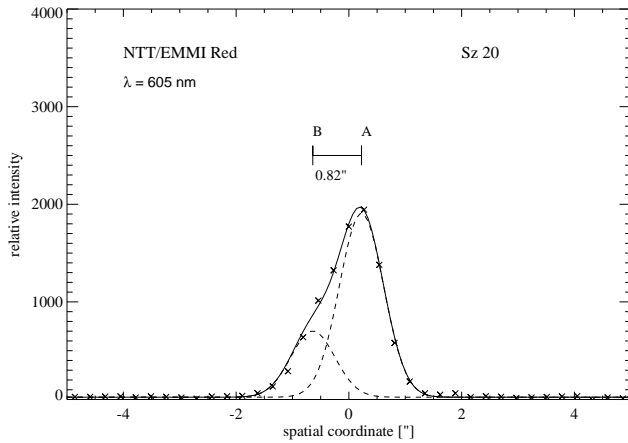 4000
NTT/EMMI Red
Sz 20
λ = 605 nm
3000
B
A
0.82"
relative intensity
2000
1000
0
-4
-2
0
2
4
spatial coordinate ["]